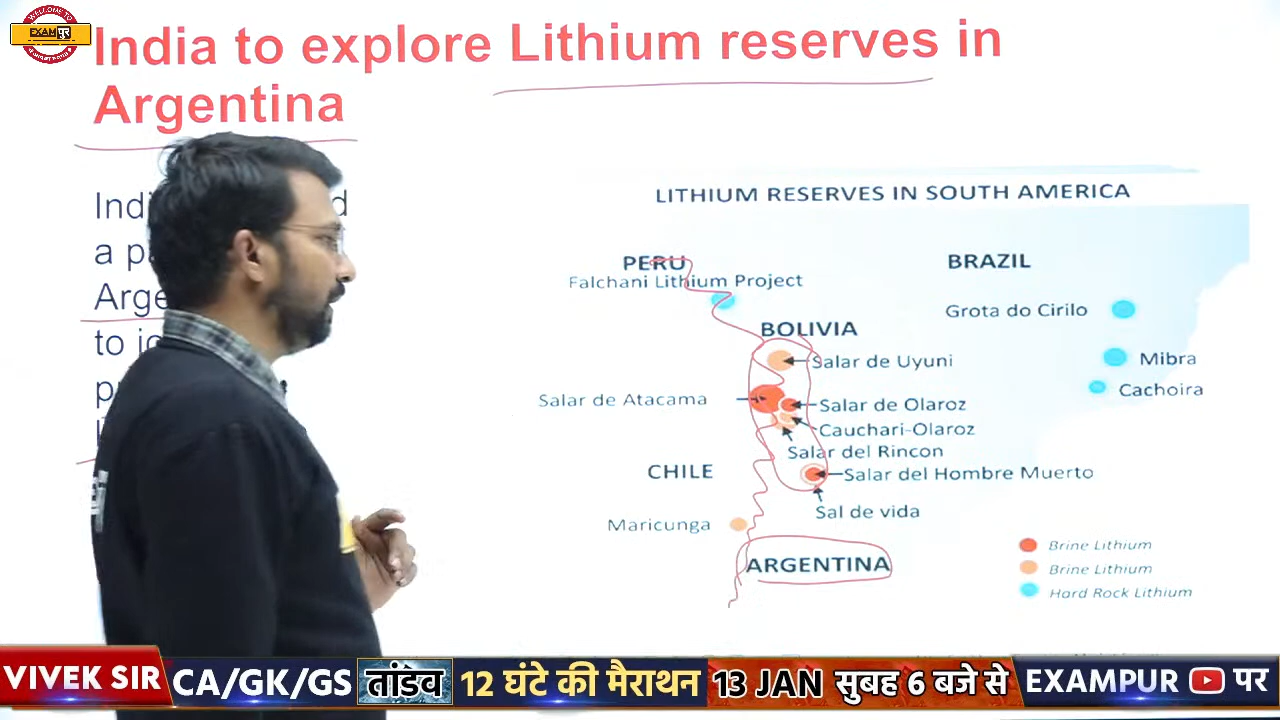 WELCOME TO
EXAMपुर
India to explore Lithium reserves in
Argentina
a
to
LITHIUM RESERVES IN SOUTH AMERICA
PERU
Falchani Lithium Project
BRAZIL
Grota do Cirilo
BOLIVIA
Salar de Uyuni
Mibra
Cachoira
Salar de Atacama
Salar de Olaroz
Cauchari-Olaroz
Salar del Rincon
CHILE
Salar del Hombre Muerto
Sal de vida
Maricunga
ARGENTINA
Brine Lithium
Brine Lithium
Hard Rock Lithium
VIVEK SIR CA/GK/GS तांडव 12 घंटे की मैराथन 13 JAN सुबह 6 बजे से EXAMPUR पर